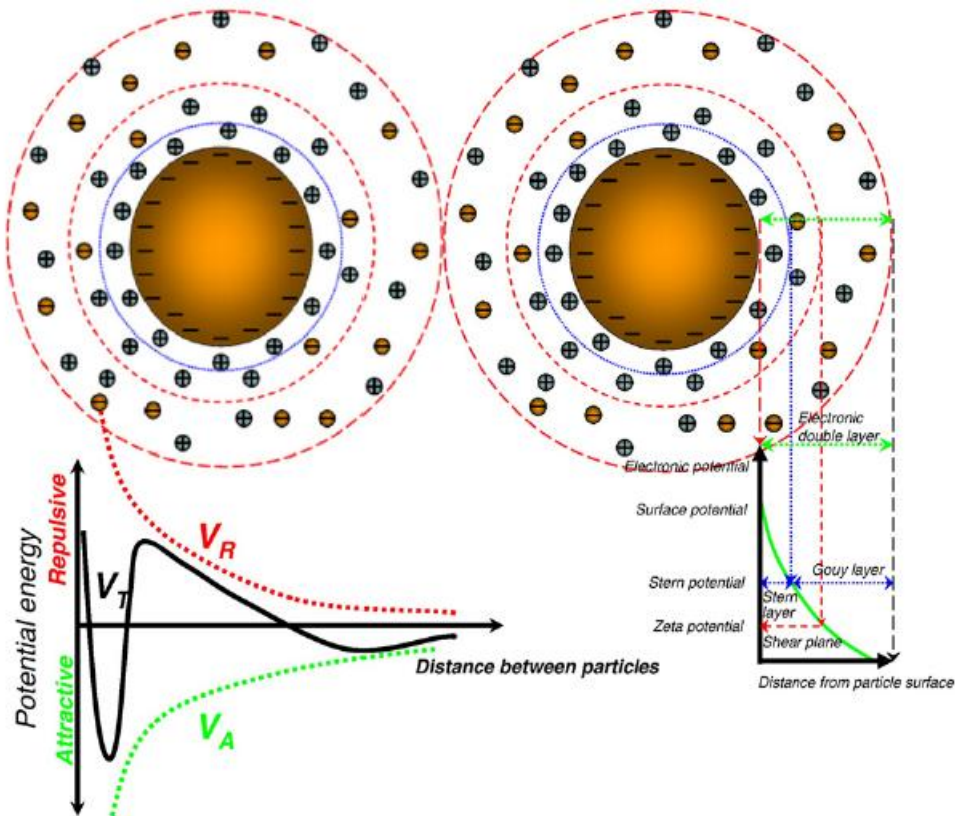 Electronic
double layer
Electronic potential
Surface potential
Stern potential
Gouy layer
Stern
layer
Zeta potential
Shear plane
Distance from particle surface
Potential energy
Repulsive
Attractive
V_R
V_T
V_A
Distance between particles